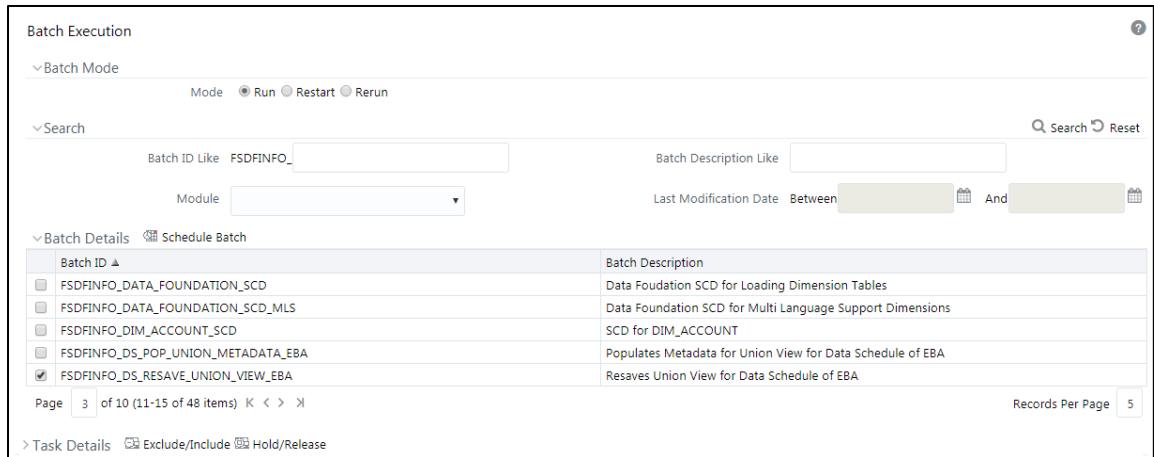 Batch Execution
Batch Mode
Mode Run Restart Rerun
Search Search Reset
Batch ID Like FSDFINFO_ Batch Description Like
Module Last Modification Date Between And
Batch Details Schedule Batch
Batch ID Batch Description
FSDFINFO_DATA_FOUNDATION_SCD Data Foudation SCD for Loading Dimension Tables
FSDFINFO_DATA_FOUNDATION_SCD_MLS Data Foundation SCD for Multi Language Support Dimensions
FSDFINFO_DIM_ACCOUNT_SCD SCD for DIM_ACCOUNT
FSDFINFO_DS_POP_UNION_METADATA_EBA Populates Metadata for Union View for Data Schedule of EBA
FSDFINFO_DS_RESAVE_UNION_VIEW_EBA Resaves Union View for Data Schedule of EBA
Page 3 of 10 (11-15 of 48 items) Records Per Page 5
Task Details Exclude/Include Hold/Release